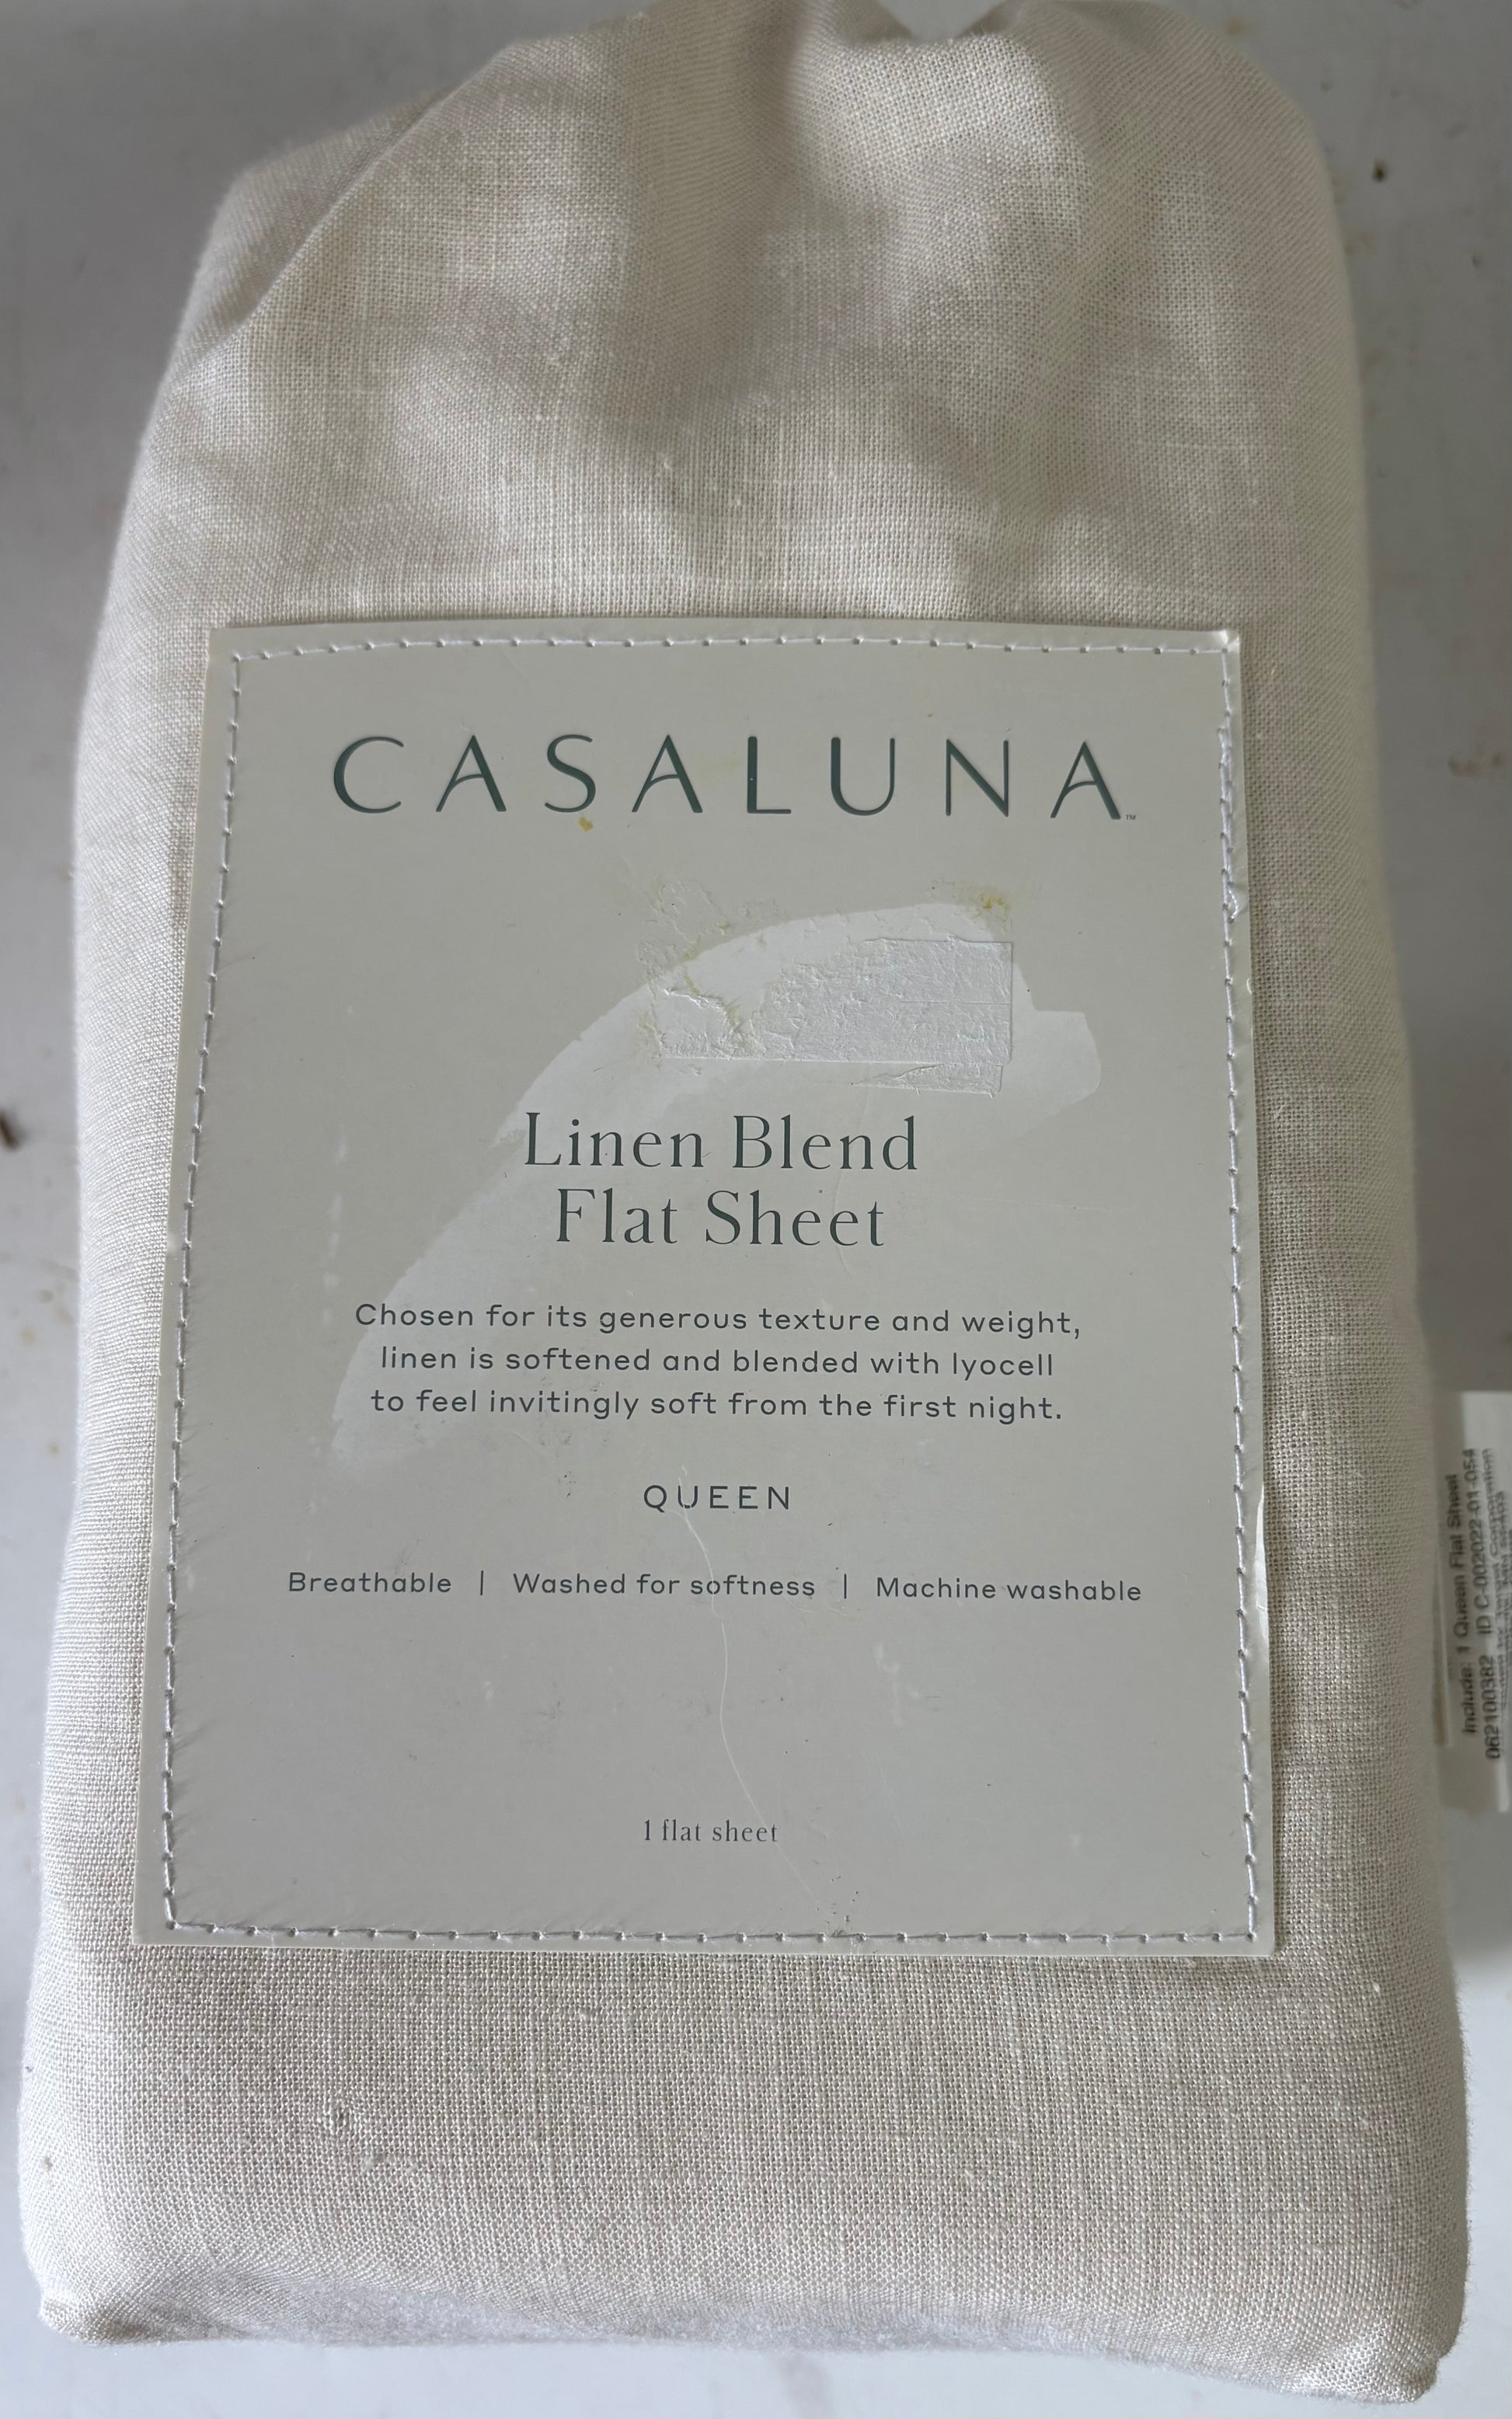 CASALUNA™
Linen Blend
Flat Sheet
Chosen for its generous texture and weight,
linen is softened and blended with lyocell
to feel invitingly soft from the first night.
QUEEN
Breathable | Washed for softness | Machine washable
1 flat sheet
Include: 1 Queen Flat Sheet
062100382 ID C-002022-01-054